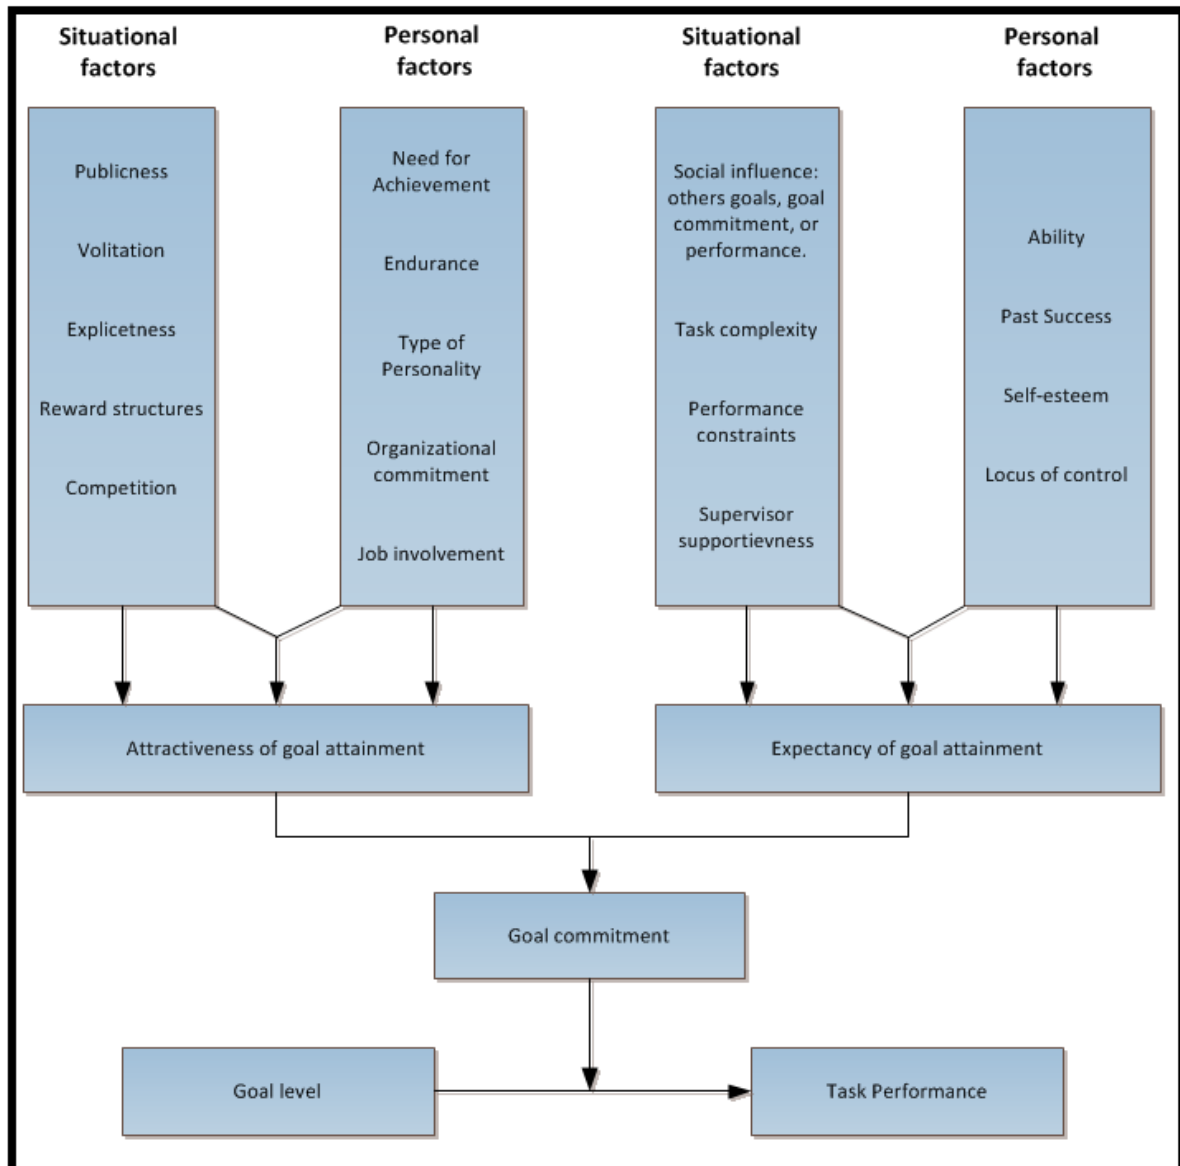 Situational
factors
Personal
factors
Situational
factors
Personal
factors
Publicness
Volitation
Explicetness
Reward structures
Competition
Need for
Achievement
Endurance
Type of
Personality
Organizational
commitment
Job involvement
Social influence:
others goals, goal
commitment, or
performance.
Task complexity
Performance
constraints
Supervisor
supportievness
Ability
Past Success
Self-esteem
Locus of control
Attractiveness of goal attainment
Expectancy of goal attainment
Goal commitment
Goal level
Task Performance